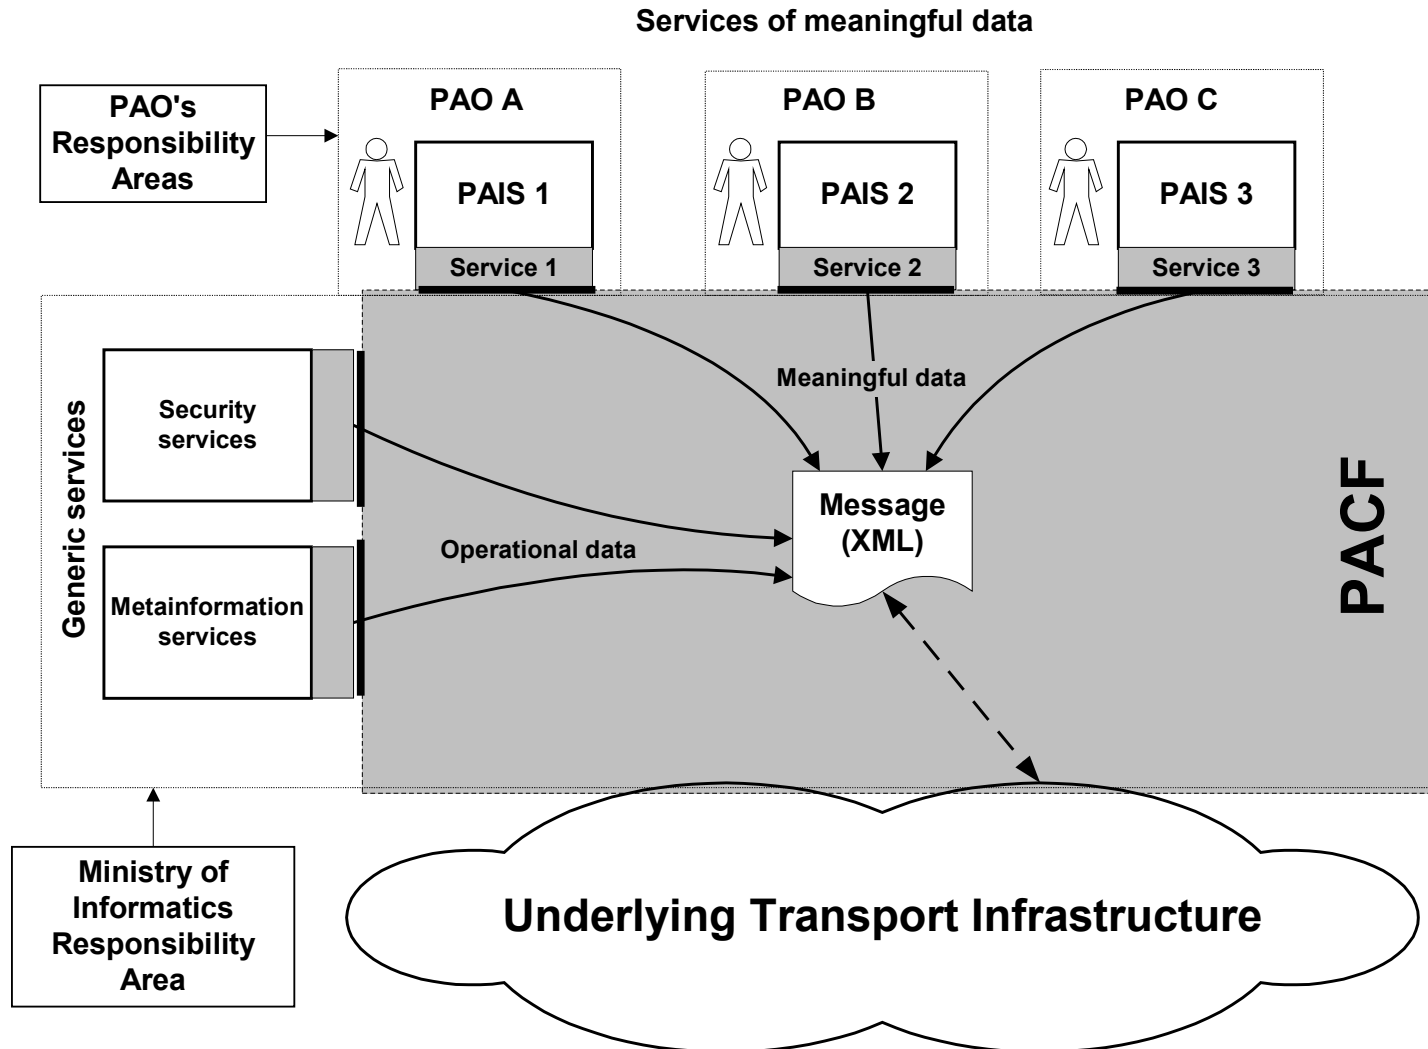 Services of meaningful data
PAO's
Responsibility
Areas
PAO A
PAO B
PAO C
PAIS 1
PAIS 2
PAIS 3
Service 1
Service 2
Service 3
Generic services
Security
services
Metainformation
services
Meaningful data
Operational data
Message
(XML)
PACF
Ministry of
Informatics
Responsibility
Area
Underlying Transport Infrastructure